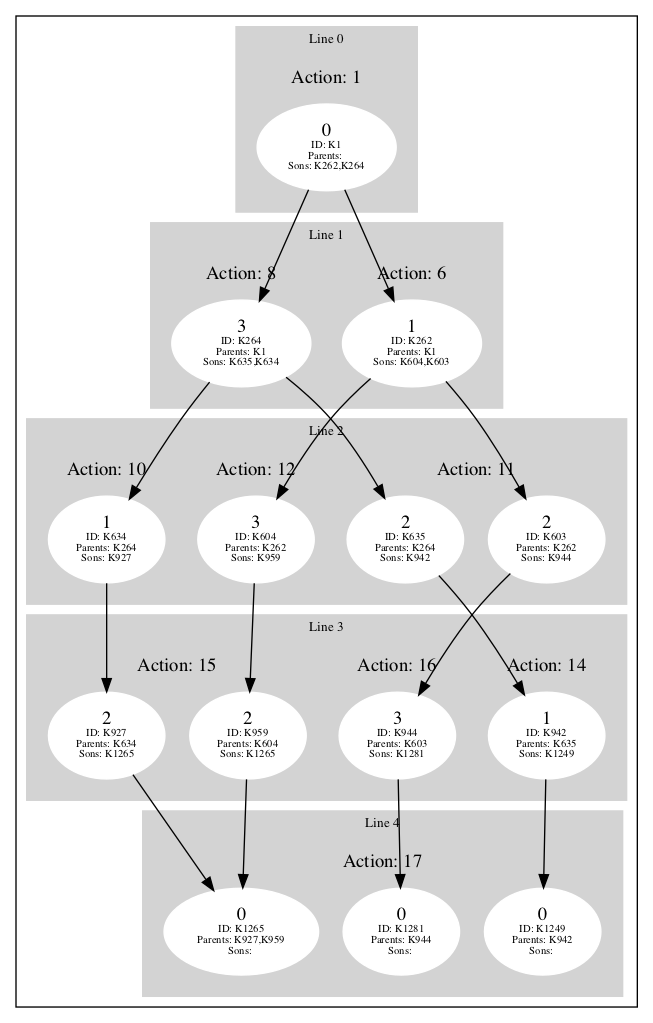 Line 0
Action: 1
0
ID: K1
Parents:
Sons: K262,K264
Line 1
Action: 8
Action: 6
3
ID: K264
Parents: K1
Sons: K635,K634
1
ID: K262
Parents: K1
Sons: K604,K603
Line 2
Action: 10
Action: 12
Action: 11
1
ID: K634
Parents: K264
Sons: K927
3
ID: K604
Parents: K262
Sons: K959
2
ID: K635
Parents: K264
Sons: K942
2
ID: K603
Parents: K262
Sons: K944
Line 3
Action: 15
Action: 16
Action: 14
2
ID: K927
Parents: K634
Sons: K1265
2
ID: K959
Parents: K604
Sons: K1265
3
ID: K944
Parents: K603
Sons: K1281
1
ID: K942
Parents: K635
Sons: K1249
Line 4
Action: 17
0
ID: K1265
Parents: K927,K959
Sons:
0
ID: K1281
Parents: K944
Sons:
0
ID: K1249
Parents: K942
Sons: